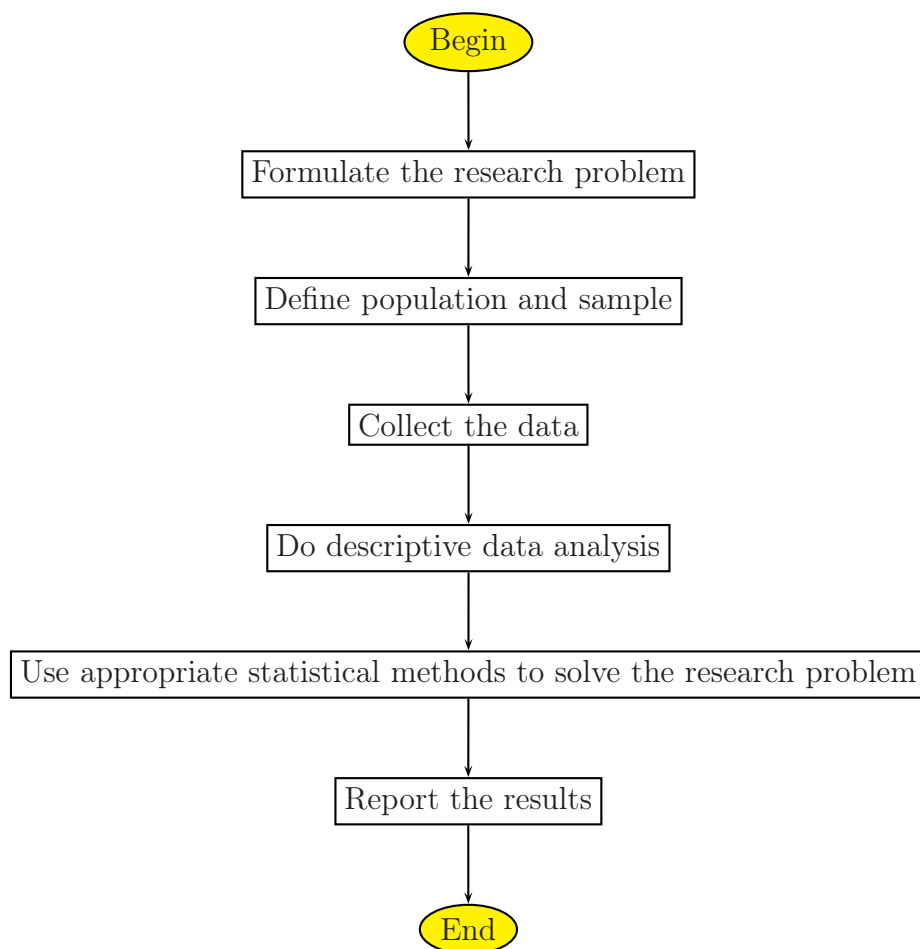 Begin
Formulate the research problem
Define population and sample
Collect the data
Do descriptive data analysis
Use appropriate statistical methods to solve the research problem
Report the results
End